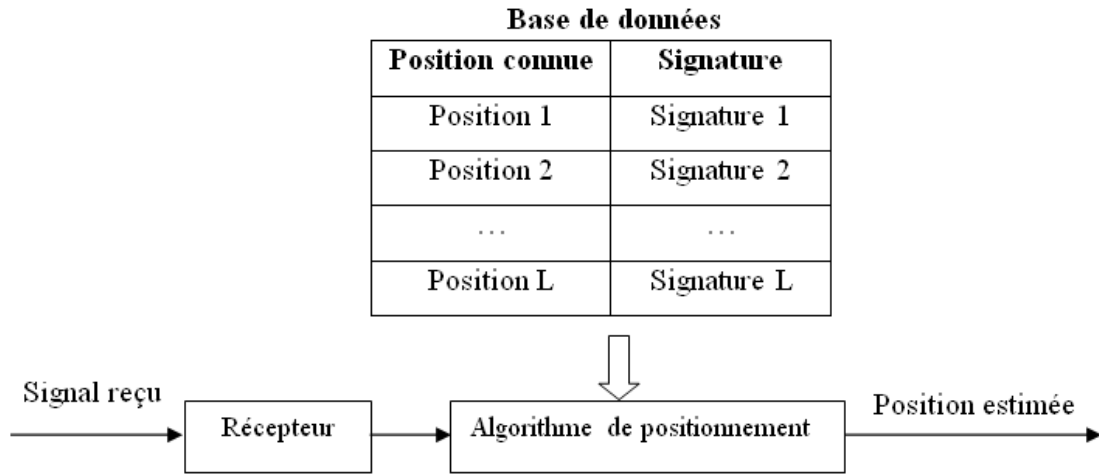 Base de données
Position connue Signature
Position 1 Signature 1
Position 2 Signature 2
... ...
Position L Signature L
Signal reçu
Récepteur
Algorithme de positionnement
Position estimée